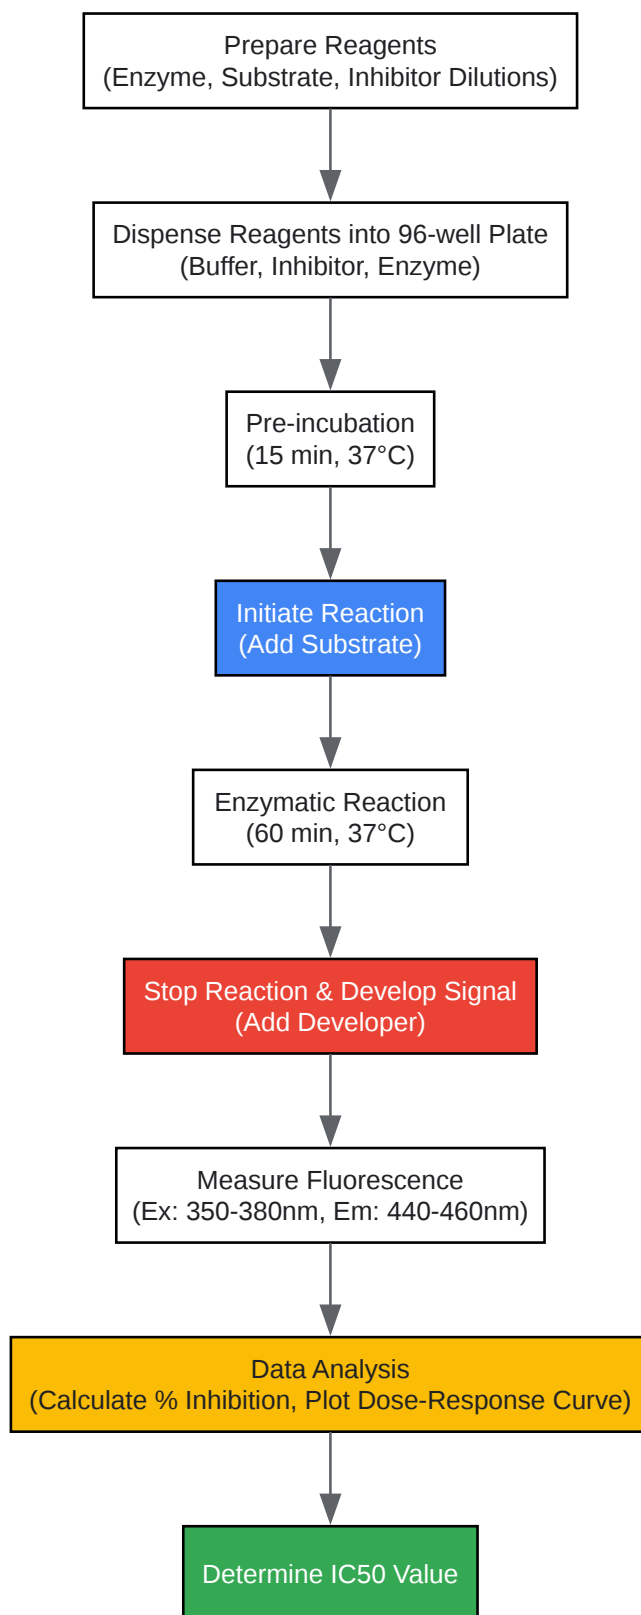 Prepare Reagents
(Enzyme, Substrate, Inhibitor Dilutions)
Dispense Reagents into 96-well Plate
(Buffer, Inhibitor, Enzyme)
Pre-incubation
(15 min, 37°C)
Initiate Reaction
(Add Substrate)
Enzymatic Reaction
(60 min, 37°C)
Stop Reaction & Develop Signal
(Add Developer)
Measure Fluorescence
(Ex: 350-380nm, Em: 440-460nm)
Data Analysis
(Calculate % Inhibition, Plot Dose-Response Curve)
Determine IC50 Value